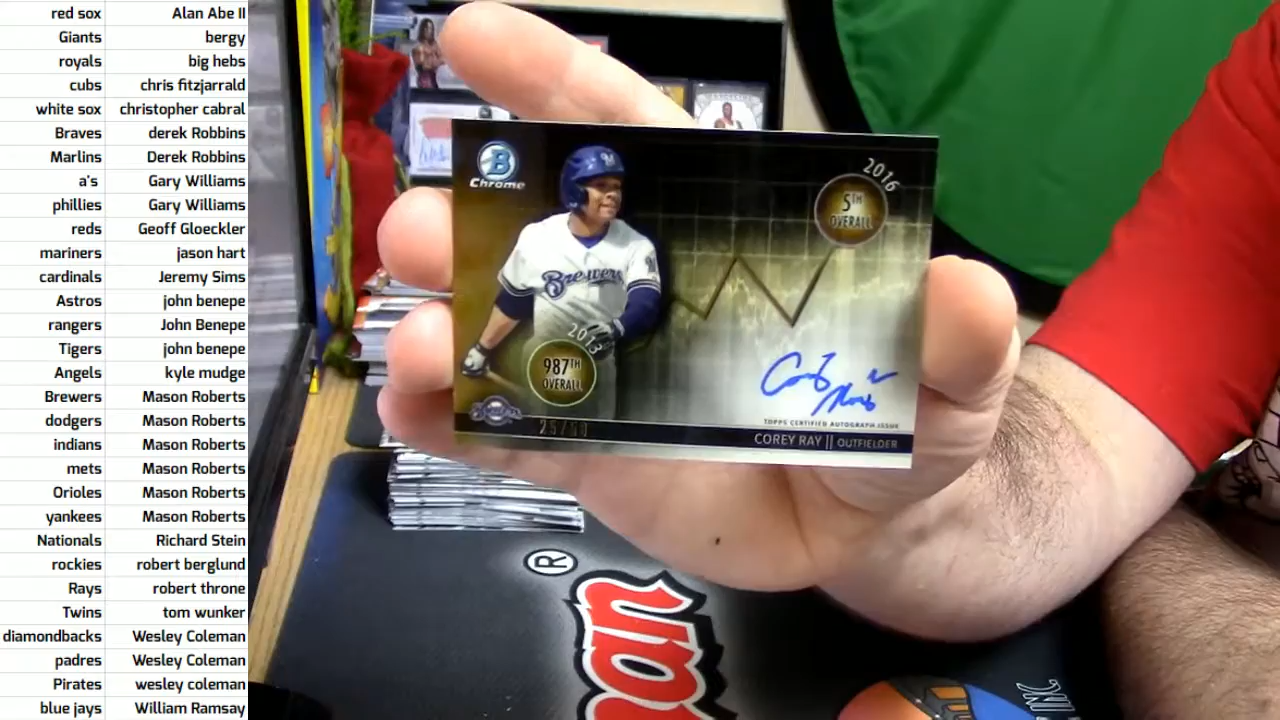 red sox Alan Abe II
Giants bergy
royals big hebs
cubs chris fitzjarrald
white sox christopher cabral
Braves derek Robbins
Marlins Derek Robbins
a's Gary Williams
phillies Gary Williams
reds Geoff Gloeckler
mariners jason hart
cardinals Jeremy Sims
Astros john benepe
rangers John Benepe
Tigers john benepe
Angels kyle mudge
Brewers Mason Roberts
dodgers Mason Roberts
indians Mason Roberts
mets Mason Roberts
Orioles Mason Roberts
yankees Mason Roberts
Nationals Richard Stein
rockies robert berglund
Rays robert throne
Twins tom wunker
diamondbacks Wesley Coleman
padres Wesley Coleman
Pirates wesley coleman
blue jays William Ramsay
B
Chrome
2016
5TH
OVERALL
Brewers
2013
987TH
OVERALL
TOPPS CERTIFIED AUTOGRAPH ISSUE
COREY RAY || OUTFIELDER
®